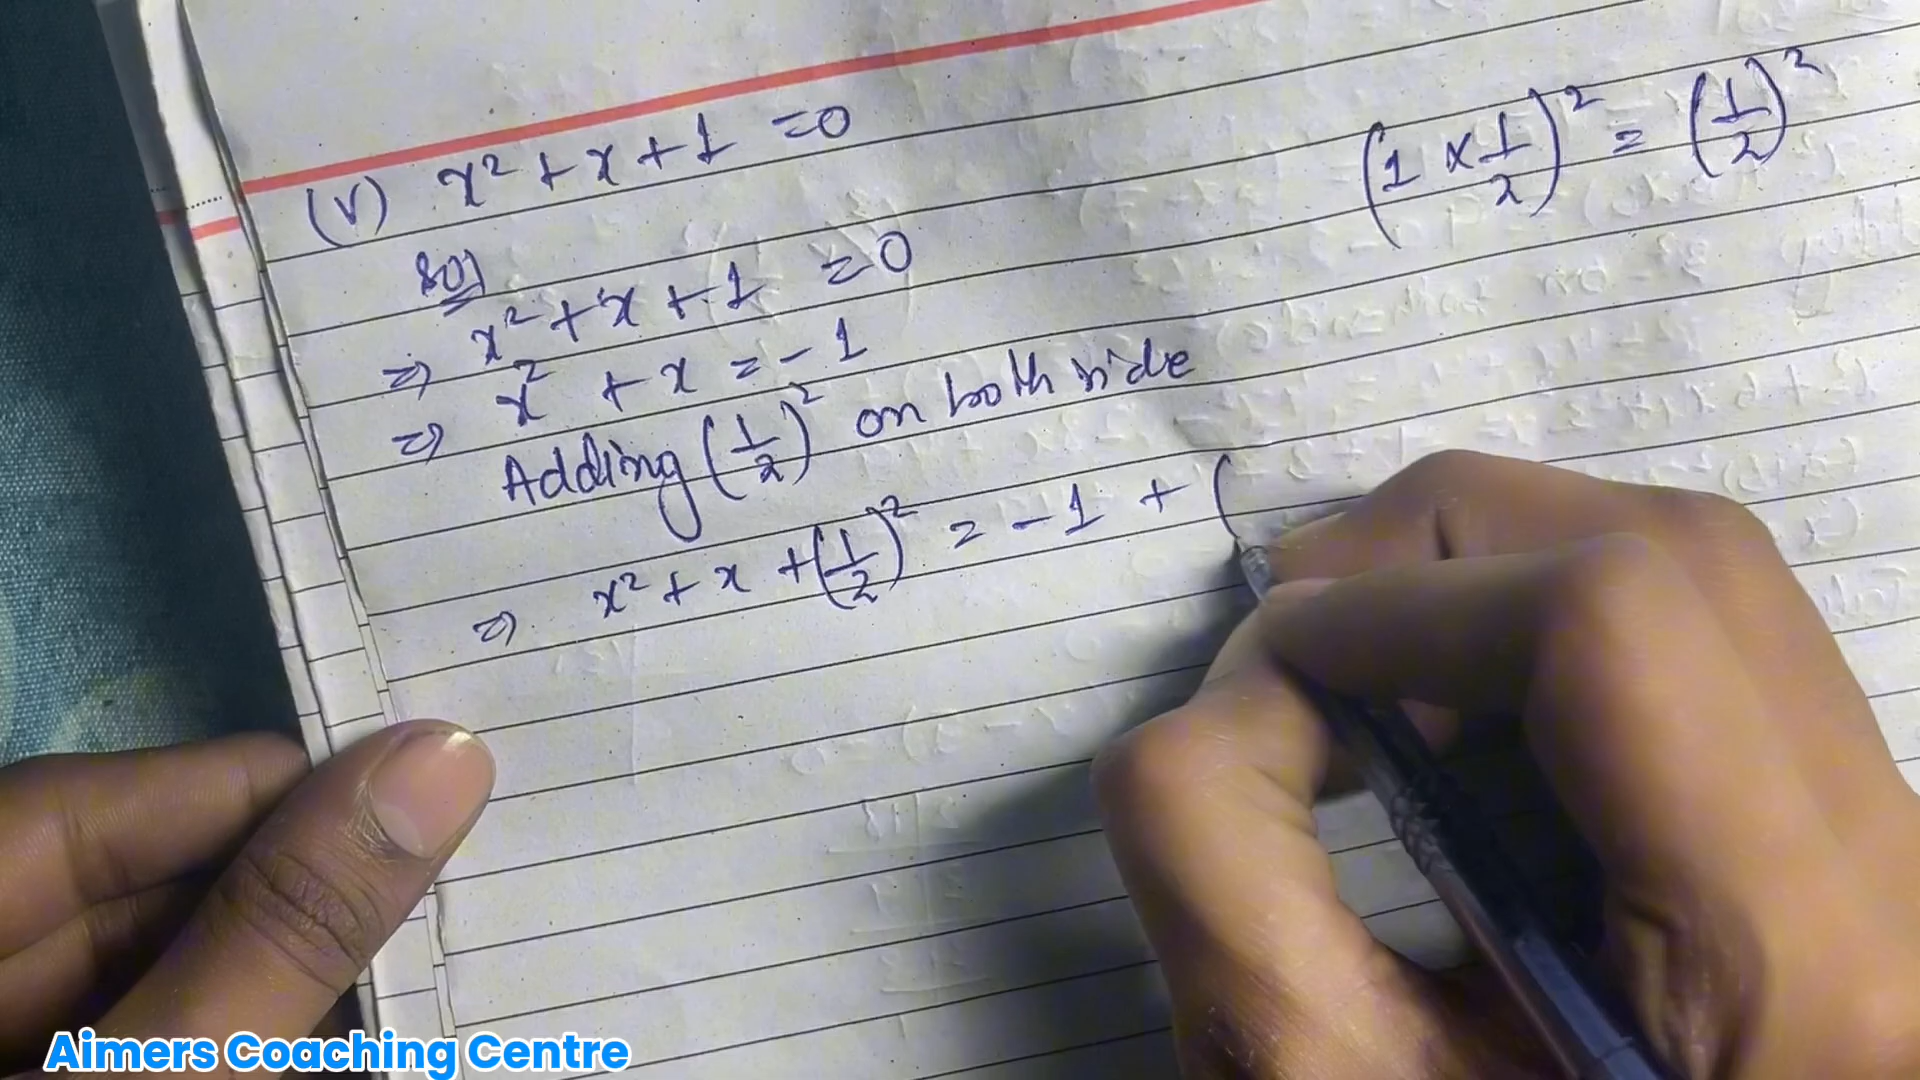 (V) x² + x + 1 = 0
(1 × 1/2)² = (1/2)²
Sol
⇒ x² + x + 1 = 0
⇒ x² + x = - 1
Adding (1/2)² on both side
⇒ x² + x + (1/2)² = - 1 + (
Aimers Coaching Centre